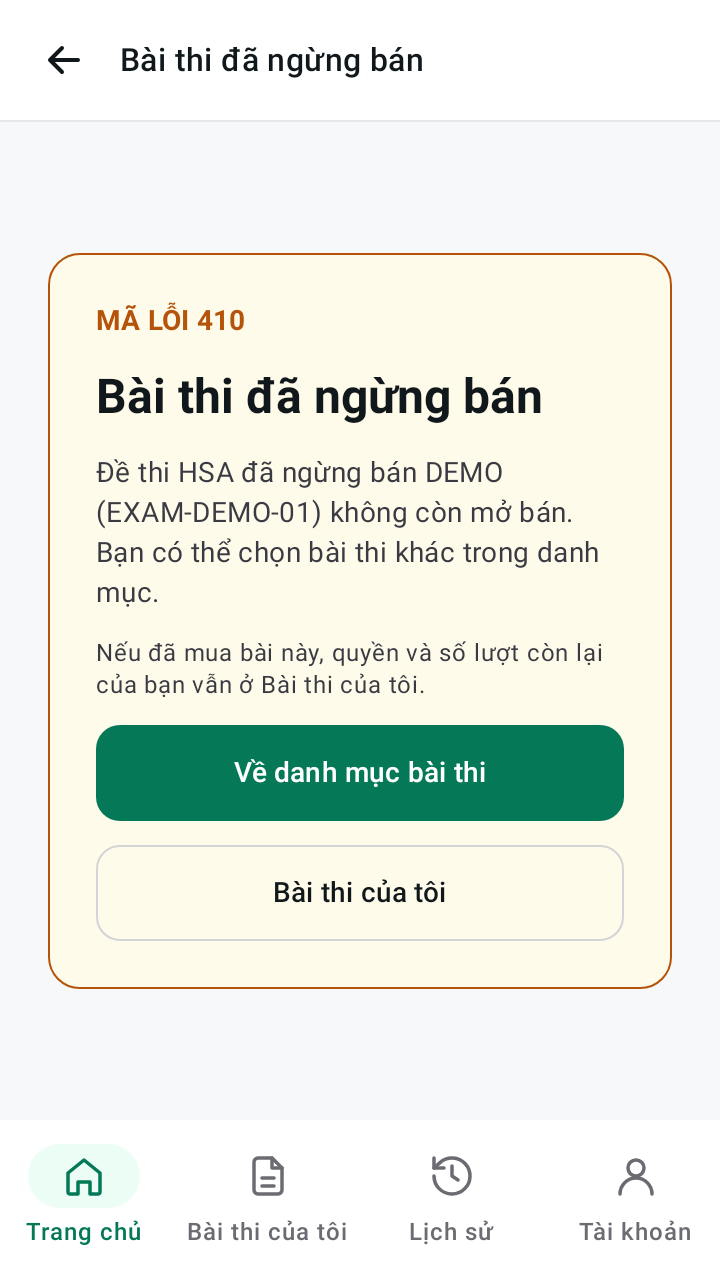 Bài thi đã ngừng bán
MÃ LỖI 410
Bài thi đã ngừng bán
Đề thi HSA đã ngừng bán DEMO
(EXAM-DEMO-01) không còn mở bán.
Bạn có thể chọn bài thi khác trong danh
mục.
Nếu đã mua bài này, quyền và số lượt còn lại
của bạn vẫn ở Bài thi của tôi.
Về danh mục bài thi
Bài thi của tôi
Trang chủ
Bài thi của tôi
Lịch sử
Tài khoản